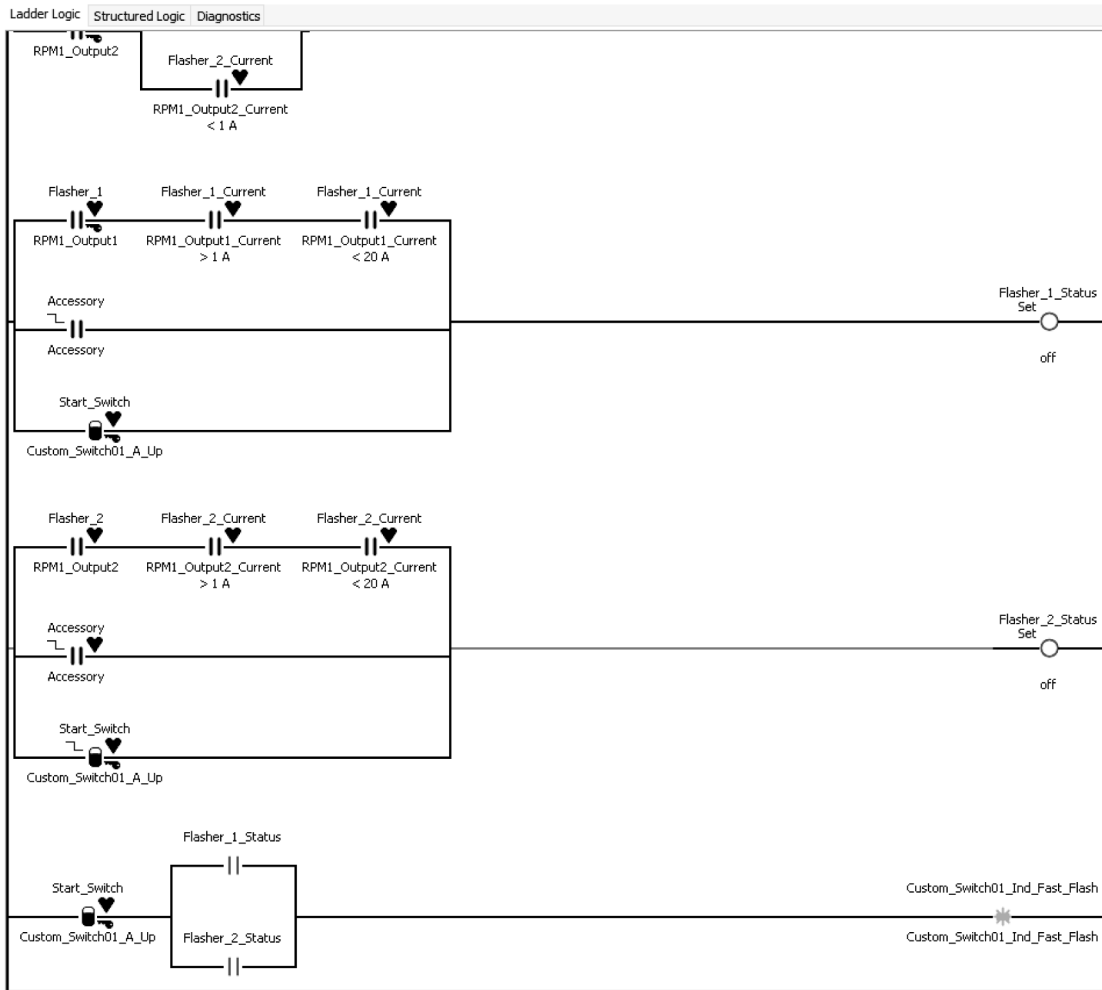 Ladder Logic Structured Logic Diagnostics
RPM1_Output2
Flasher_2_Current
RPM1_Output2_Current
< 1 A
Flasher_1 Flasher_1_Current Flasher_1_Current
RPM1_Output1 RPM1_Output1_Current RPM1_Output1_Current
> 1 A < 20 A
Accessory
Accessory
Flasher_1_Status
Set
off
Start_Switch
Custom_Switch01_A_Up
Flasher_2 Flasher_2_Current Flasher_2_Current
RPM1_Output2 RPM1_Output2_Current RPM1_Output2_Current
> 1 A < 20 A
Accessory
Accessory
Flasher_2_Status
Set
off
Start_Switch
Custom_Switch01_A_Up
Flasher_1_Status
Start_Switch
Custom_Switch01_A_Up
Flasher_2_Status
Custom_Switch01_Ind_Fast_Flash
Custom_Switch01_Ind_Fast_Flash